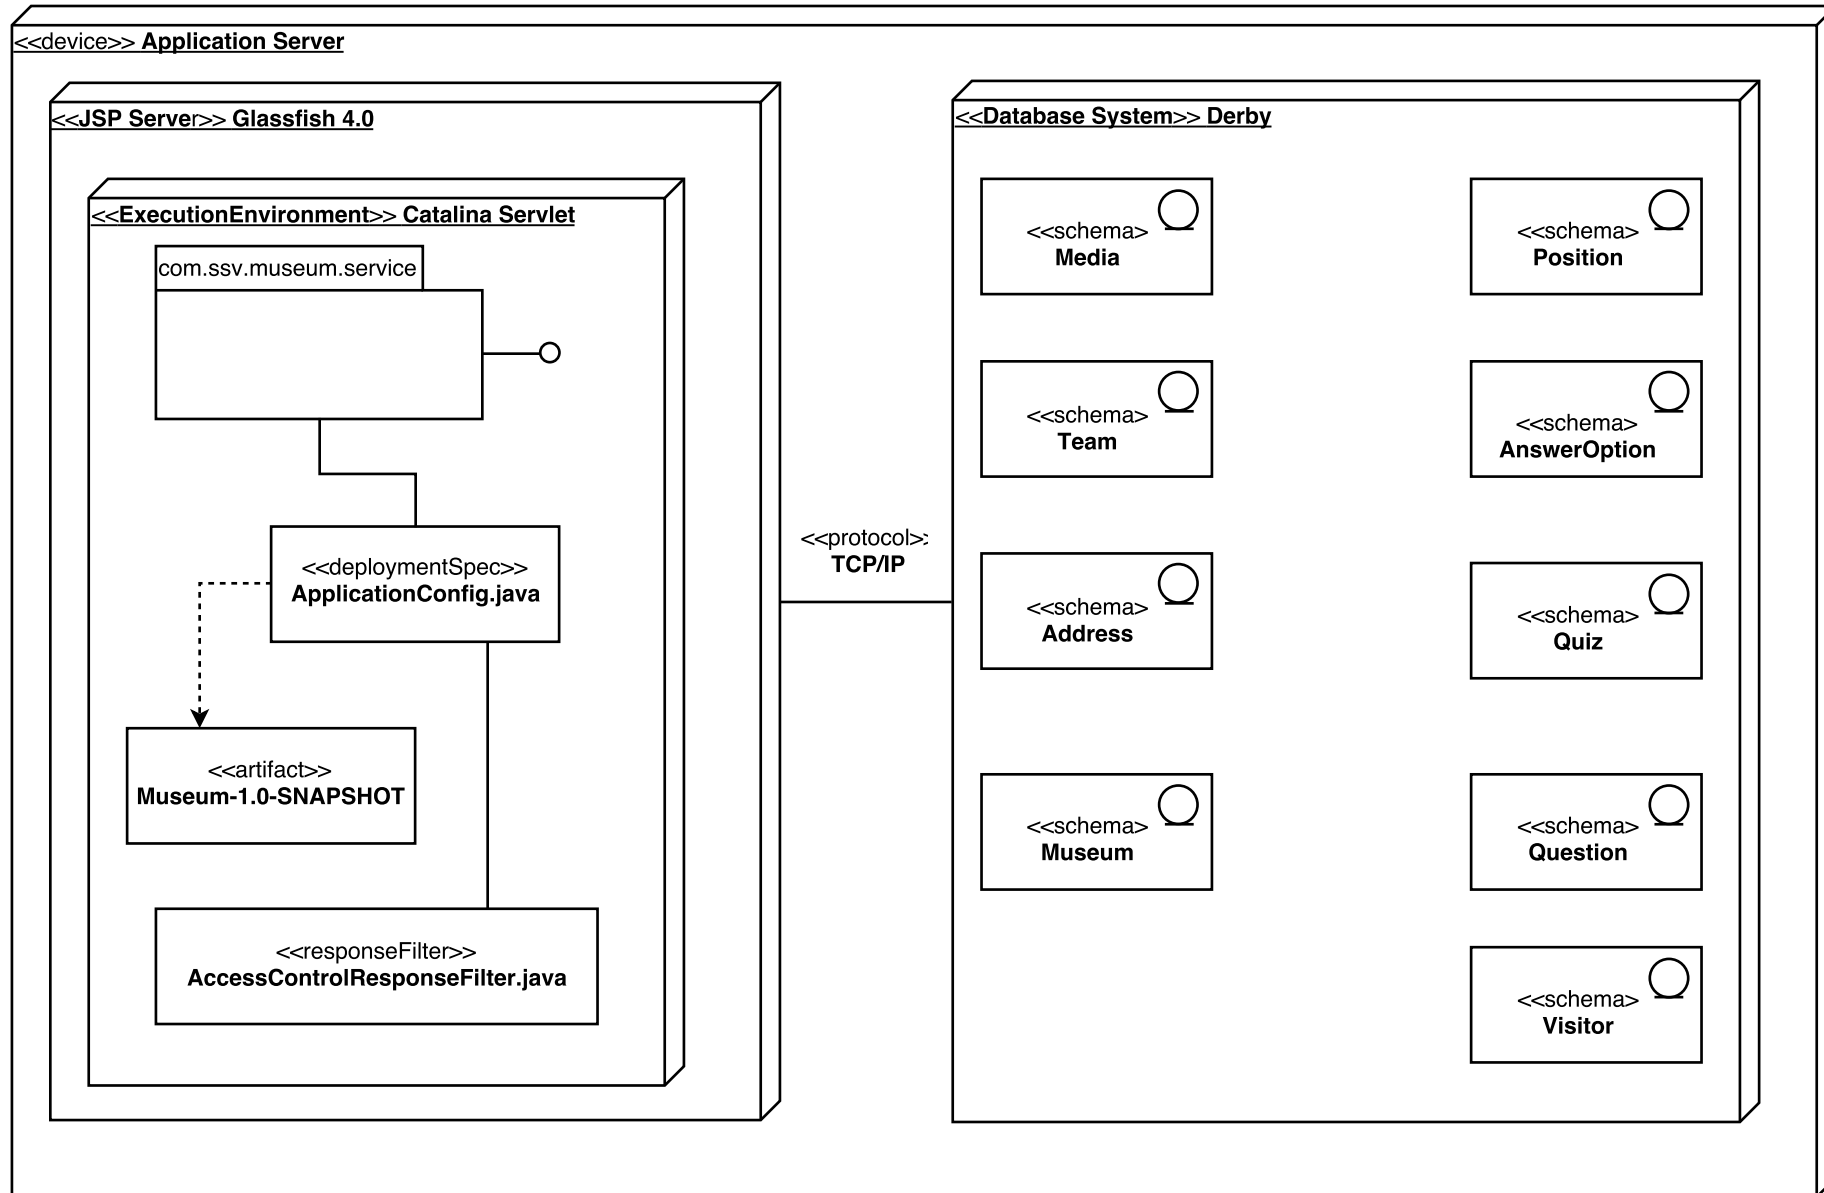 <<device>> Application Server
<<JSP Server>> Glassfish 4.0
<<ExecutionEnvironment>> Catalina Servlet
com.ssv.museum.service
<<deploymentSpec>>
ApplicationConfig.java
<<artifact>>
Museum-1.0-SNAPSHOT
<<responseFilter>>
AccessControlResponseFilter.java
<<protocol>>
TCP/IP
<<Database System>> Derby
<<schema>
Media
<<schema>
Position
<<schema>
Team
<<schema>
AnswerOption
<<schema>
Address
<<schema>
Quiz
<<schema>
Museum
<<schema>
Question
<<schema>
Visitor